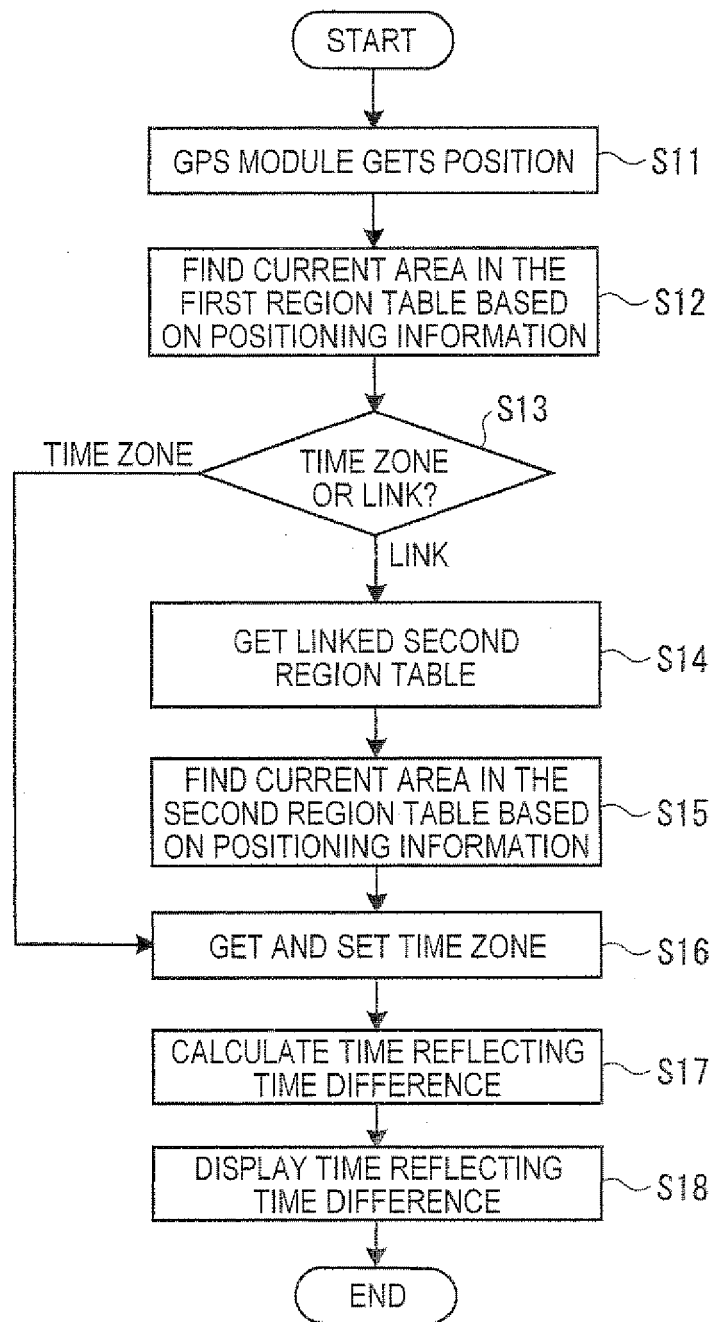 START
GPS MODULE GETS POSITION
S11
FIND CURRENT AREA IN THE
FIRST REGION TABLE BASED
ON POSITIONING INFORMATION
S12
S13
TIME ZONE
TIME ZONE
OR LINK?
LINK
GET LINKED SECOND
REGION TABLE
S14
FIND CURRENT AREA IN THE
SECOND REGION TABLE BASED
ON POSITIONING INFORMATION
S15
GET AND SET TIME ZONE
S16
CALCULATE TIME REFLECTING
TIME DIFFERENCE
S17
DISPLAY TIME REFLECTING
TIME DIFFERENCE
S18
END